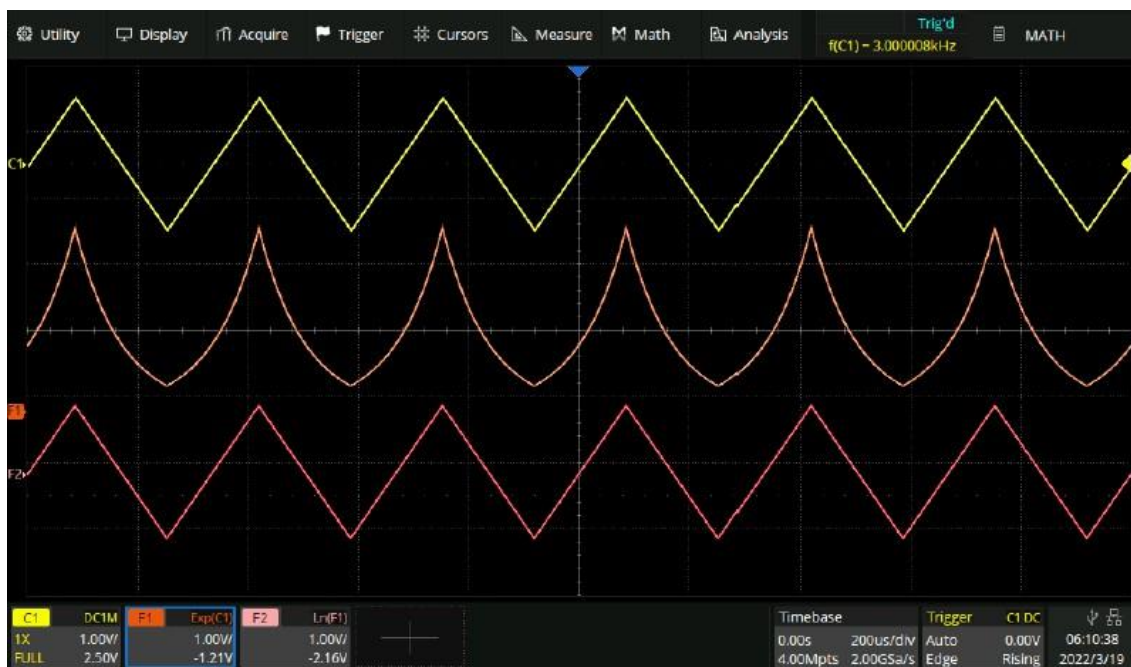 Utility Display Acquire Trigger Cursors Measure Math Analysis
Trig'd
f(C1) = 3.000008kHz
MATH
C1
F1
F2
C1 DC1M
1X 1.00V/
FULL 2.50V
F1 Exp(C1)
1.00V/
-1.21V
F2 Ln(F1)
1.00V/
-2.16V
Timebase
0.00s 200us/div
4.00Mpts 2.00GSa/s
Trigger C1 DC
Auto 0.00V
Edge Rising
06:10:38
2022/3/19